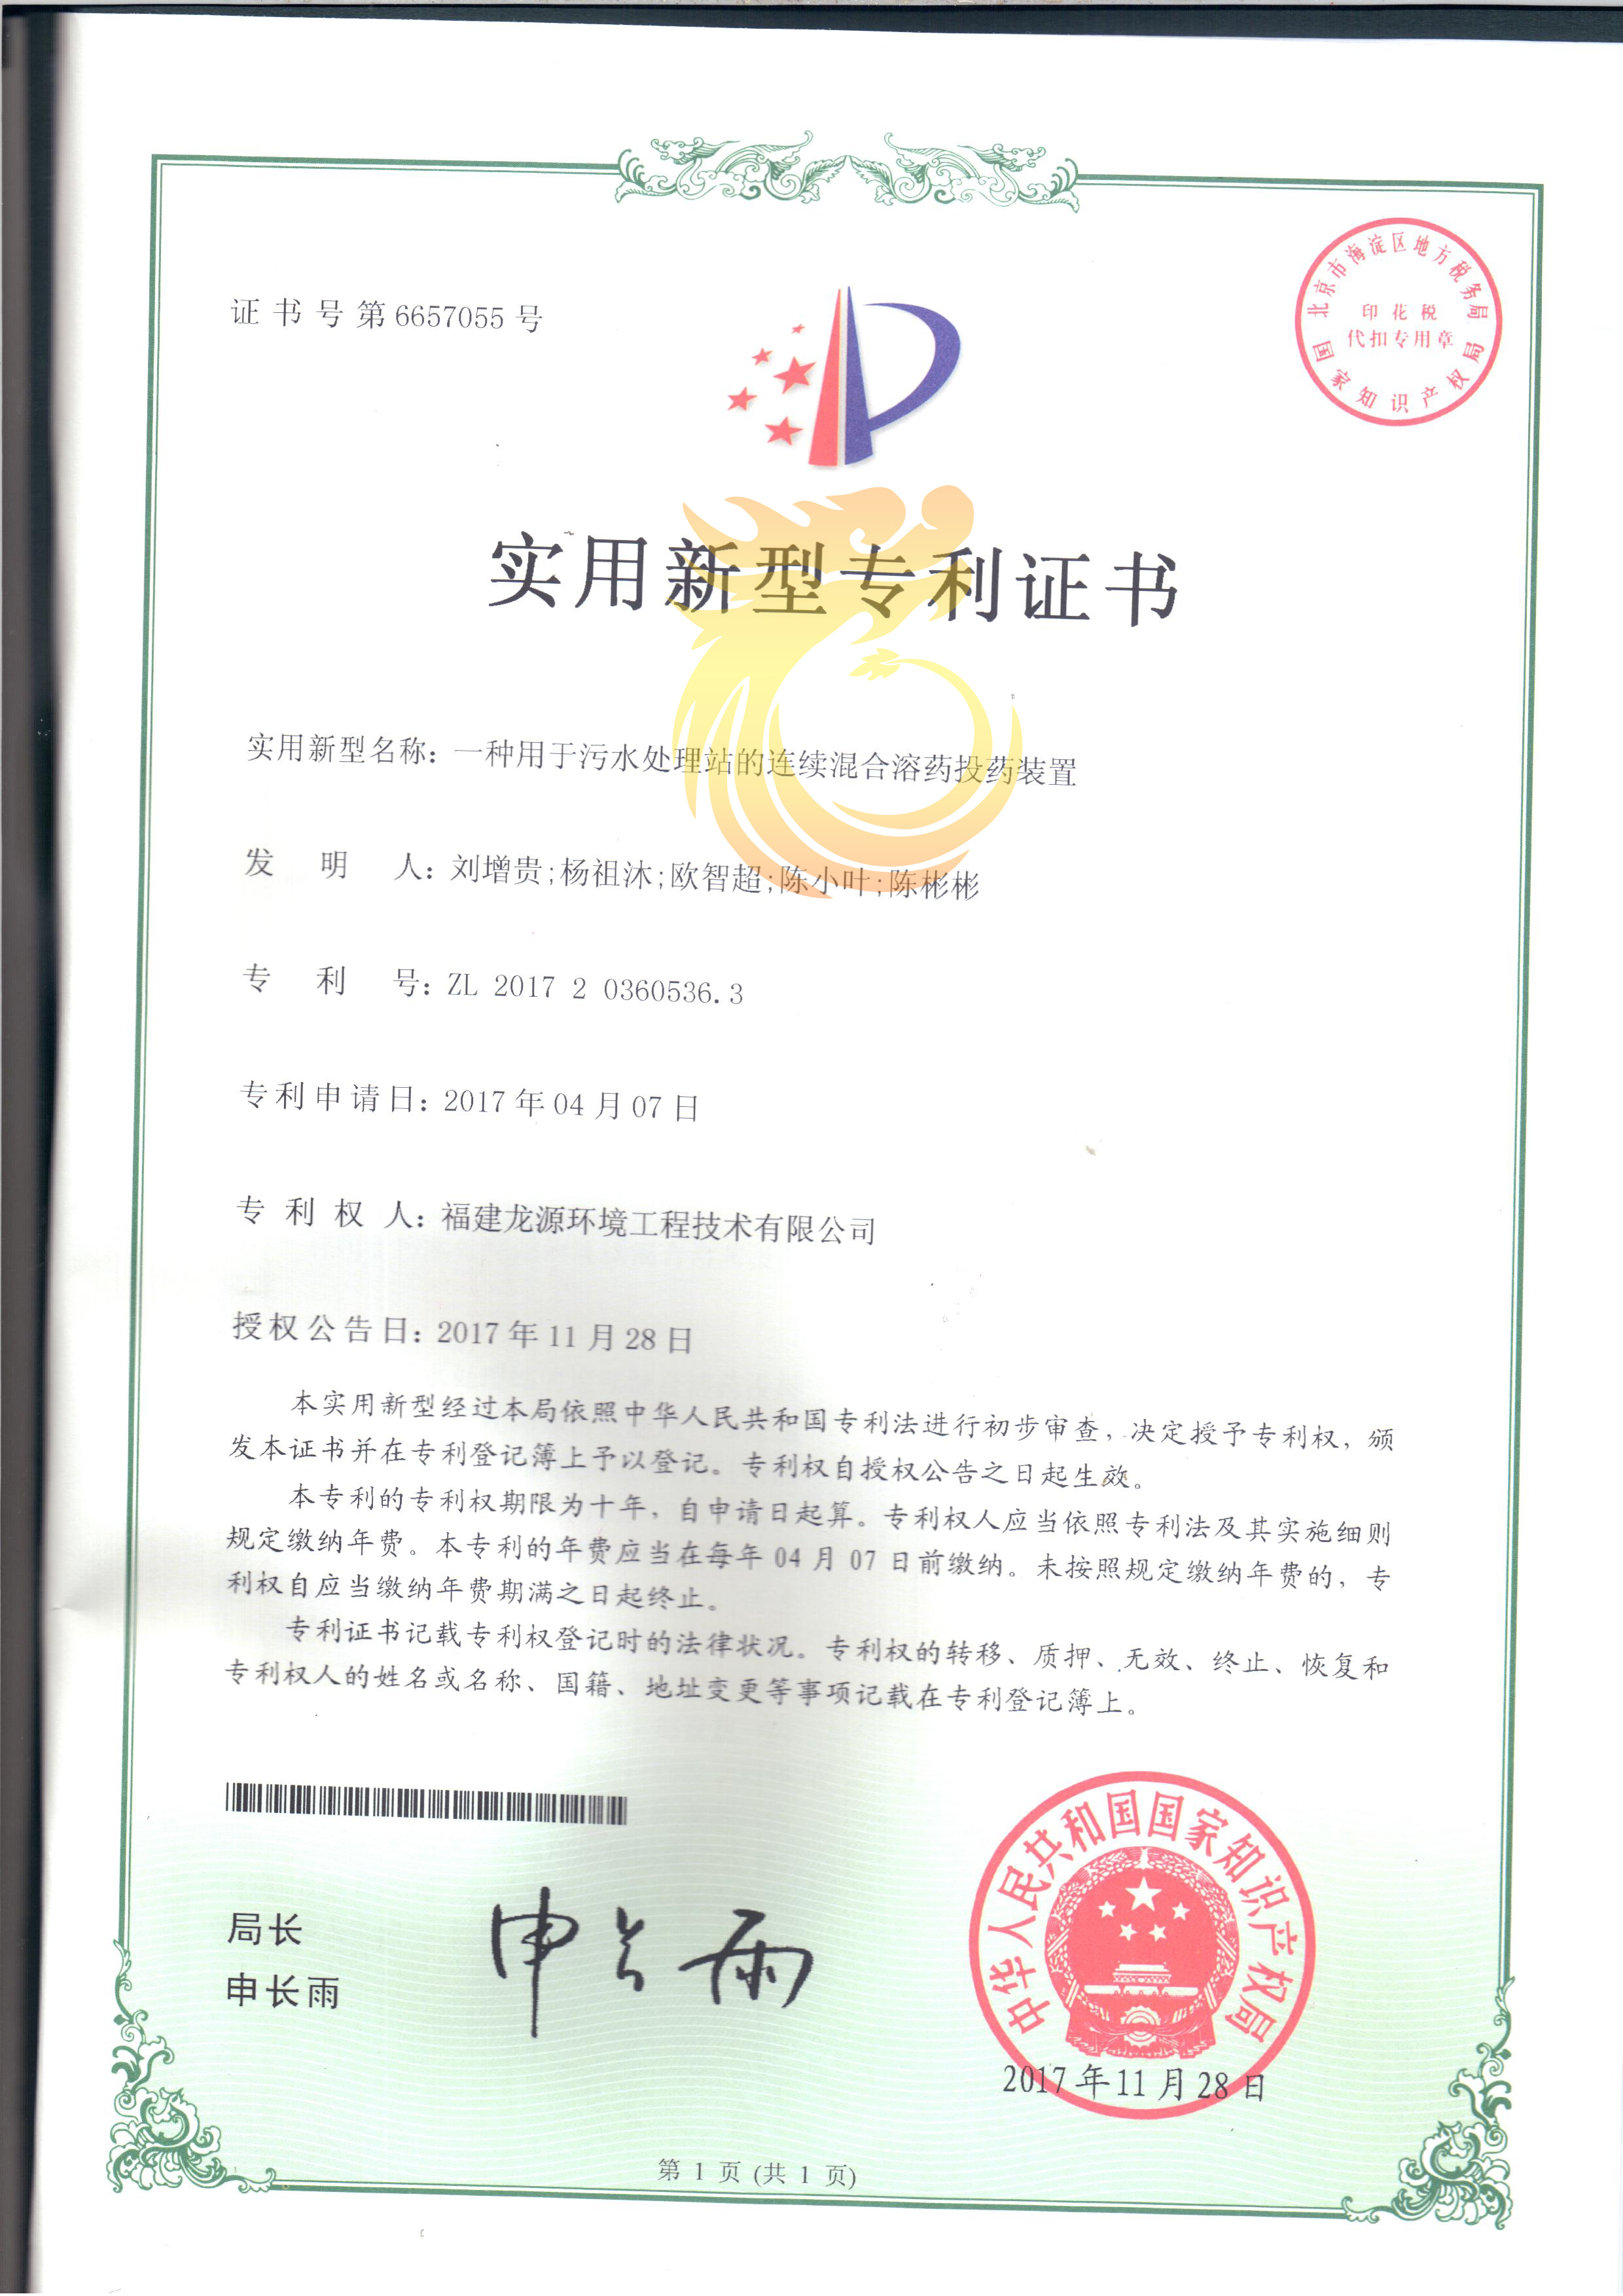 证书号第6657055号
北京市海淀区地方税务局
印花税
代扣专用章
国家知识产权局
实用新型专利证书
实用新型名称：一种用于污水处理站的连续混合溶药投药装置
发明人：刘增贵;杨祖沐;欧智超;陈小叶;陈彬彬
专利号：ZL 2017 2 0360536.3
专利申请日：2017年04月07日
专利权人：福建龙源环境工程技术有限公司
授权公告日：2017年11月28日
本实用新型经过本局依照中华人民共和国专利法进行初步审查，决定授予专利权，颁
发本证书并在专利登记簿上予以登记。专利权自授权公告之日起生效。
本专利的专利权期限为十年，自申请日起算。专利权人应当依照专利法及其实施细则
规定缴纳年费。本专利的年费应当在每年04月07日前缴纳。未按照规定缴纳年费的，专
利权自应当缴纳年费期满之日起终止。
专利证书记载专利权登记时的法律状况。专利权的转移、质押、无效、终止、恢复和
专利权人的姓名或名称、国籍、地址变更等事项记载在专利登记簿上。
局长
申长雨
申长雨
中华人民共和国国家知识产权局
2017年11月28日
第1页(共1页)